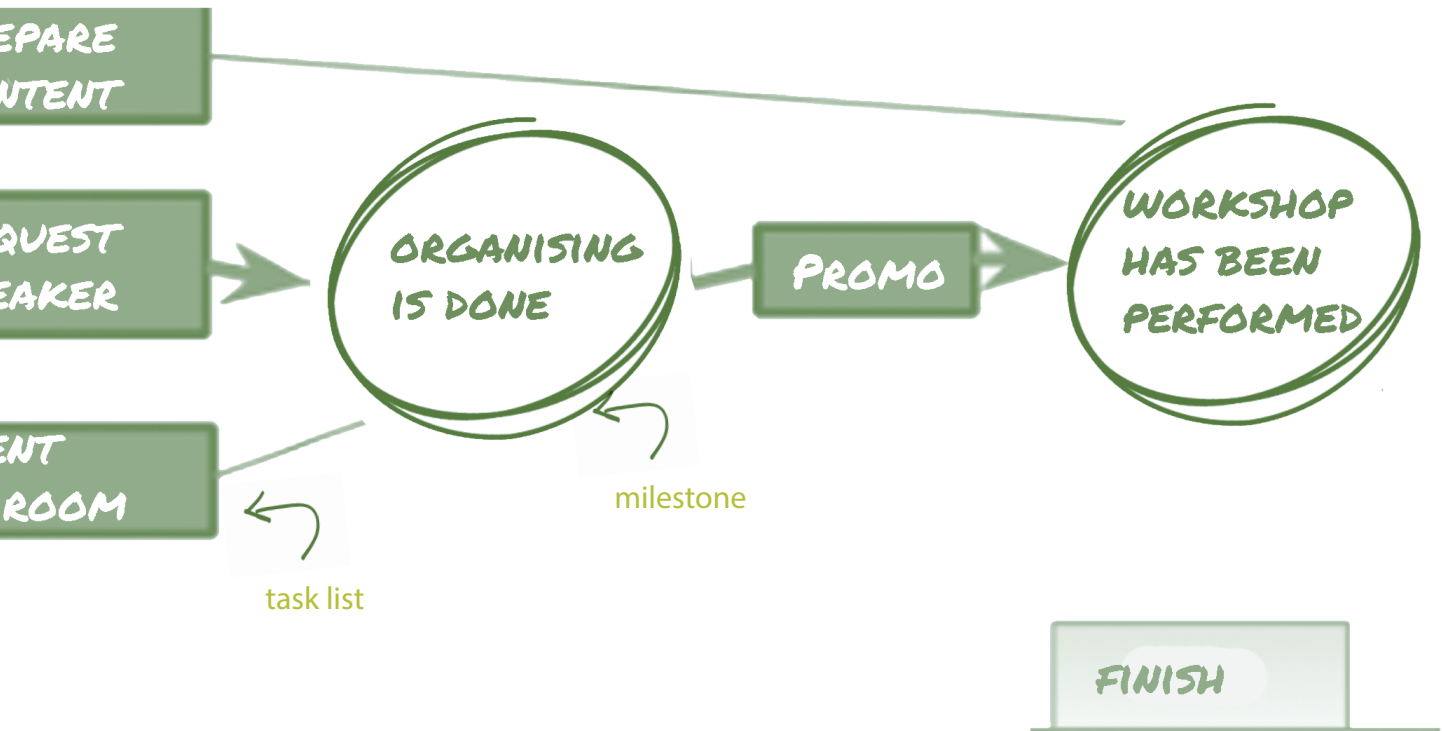 EPARE
NTENT
QUEST
EAKER
ENT
ROOM
ORGANISING
IS DONE
PROMO
WORKSHOP
HAS BEEN
PERFORMED
milestone
task list
FINISH